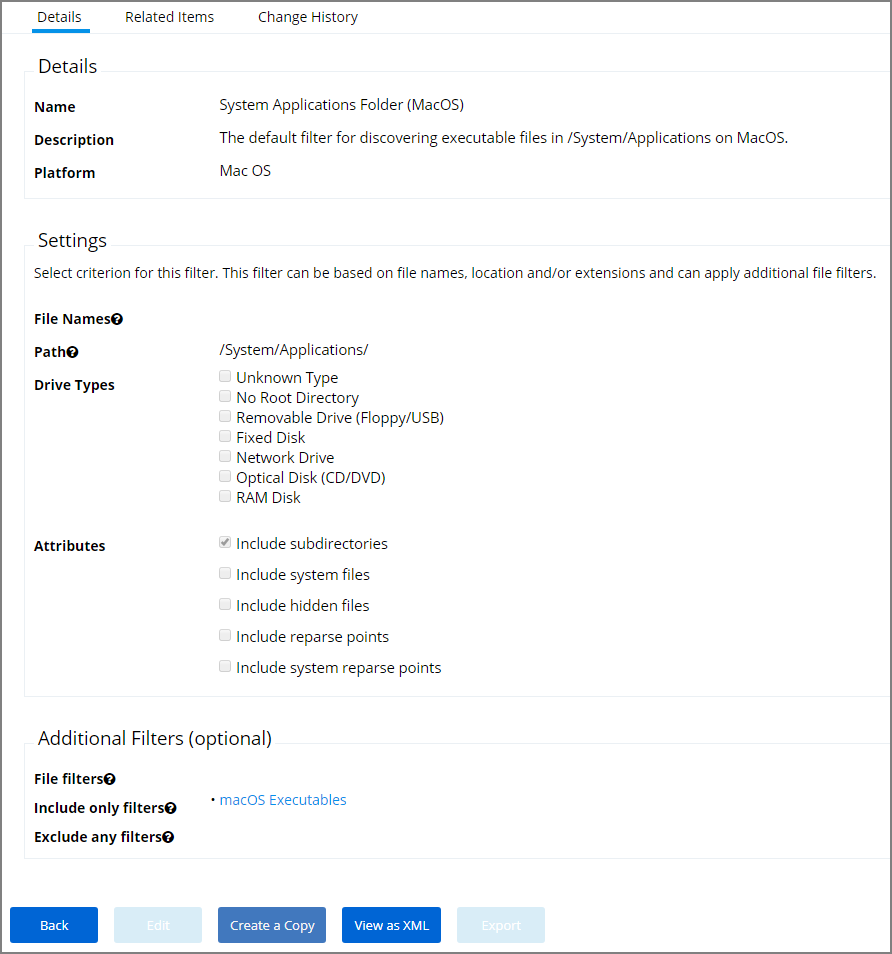 Details Related Items Change History
Details
Name System Applications Folder (MacOS)
Description The default filter for discovering executable files in /System/Applications on MacOS.
Platform Mac OS
Settings
Select criterion for this filter. This filter can be based on file names, location and/or extensions and can apply additional file filters.
File Names
Path /System/Applications/
Drive Types Unknown Type
No Root Directory
Removable Drive (Floppy/USB)
Fixed Disk
Network Drive
Optical Disk (CD/DVD)
RAM Disk
Attributes Include subdirectories
Include system files
Include hidden files
Include reparse points
Include system reparse points
Additional Filters (optional)
File filters
Include only filters • macOS Executables
Exclude any filters
Back Edit Create a Copy View as XML Export